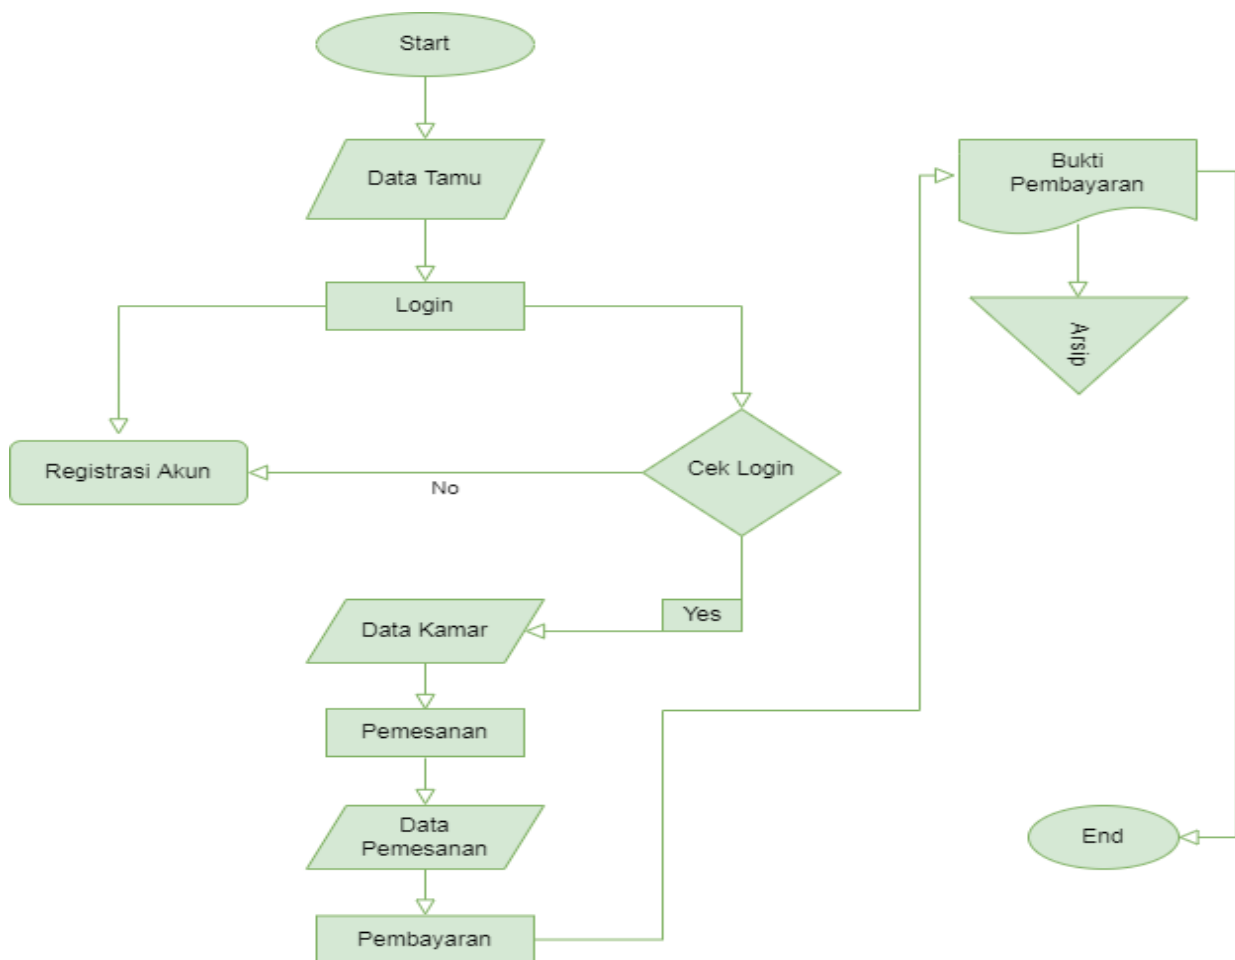 Start
Data Tamu
Login
Registrasi Akun
Cek Login
No
Yes
Data Kamar
Pemesanan
Data
Pemesanan
Pembayaran
Bukti
Pembayaran
Arsip
End